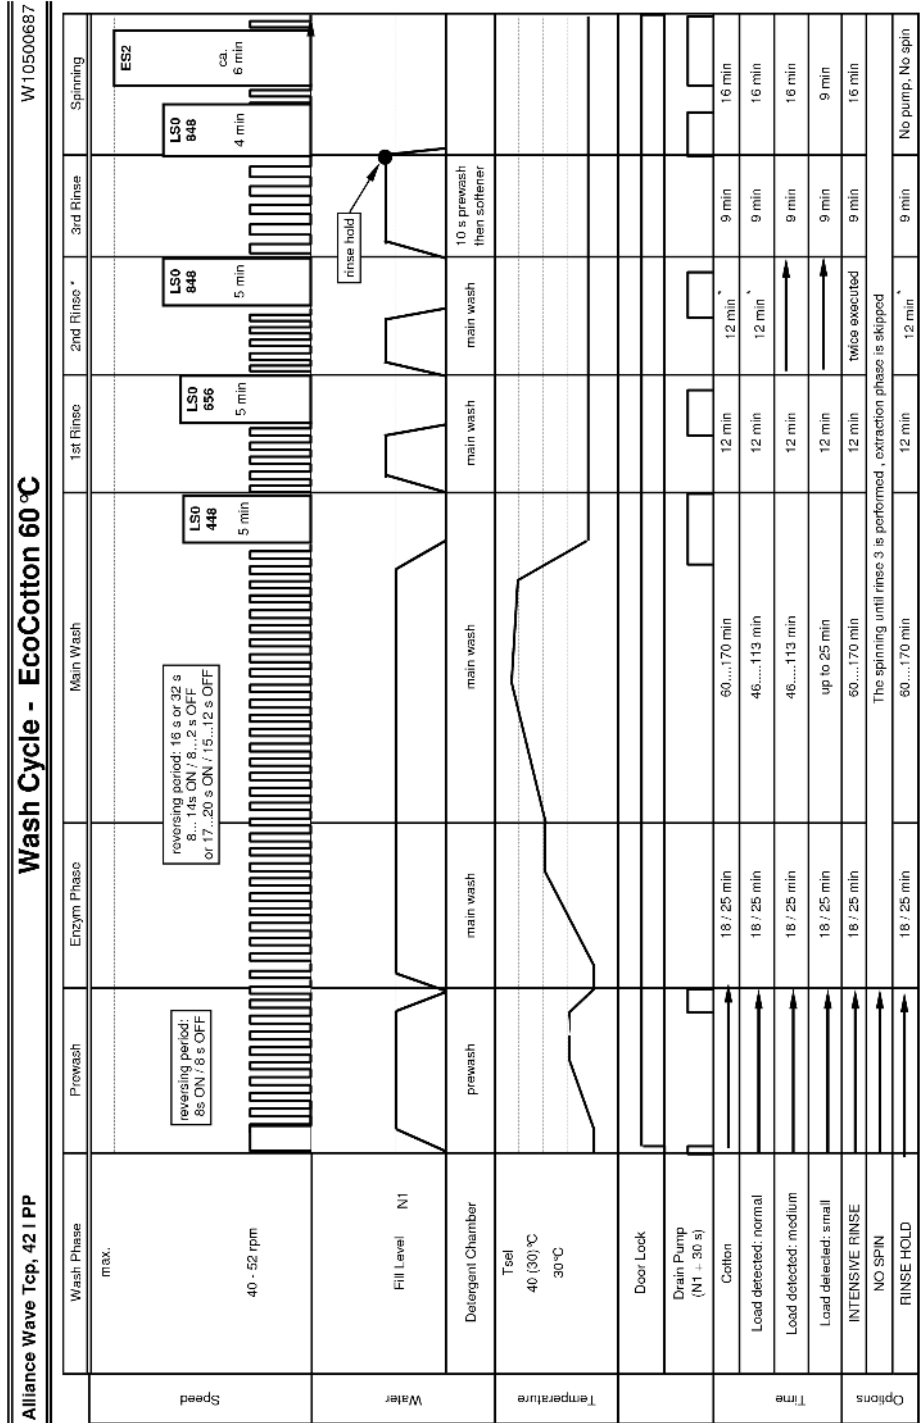 Alliance Wave Top, 42 l PP
W10500687
Wash Cycle - EcoCotton 60°C
Wash Phase
Prewash
Enzym Phase
Main Wash
1st Rinse
2nd Rinse *
3rd Rinse
Spinning
Speed
max.
40 - 52 rpm
reversing period:
8s ON / 8 s OFF
reversing period: 16 s or 32 s
8... 14s ON / 8...2 s OFF
or 17...20 s ON / 15...12 s OFF
LS0
448
5 min
LS0
656
5 min
LS0
848
5 min
LS0
848
4 min
ES2
ca.
6 min
Water
Fill Level N1
rinse hold
Detergent Chamber
prewash
main wash
main wash
main wash
main wash
10 s prewash
then softener
Temperature
Tsel
40 (30) °C
30°C
Door Lock
Drain Pump
(N1 + 30 s)
Time
Cotton
18 / 25 min
60....170 min
12 min
12 min *
9 min
16 min
Load detected: normal
18 / 25 min
46....113 min
12 min
12 min *
9 min
16 min
Load detected: medium
18 / 25 min
46....113 min
12 min
9 min
16 min
Load detected: small
18 / 25 min
up to 25 min
12 min
9 min
9 min
Options
INTENSIVE RINSE
18 / 25 min
60....170 min
12 min
twice executed
9 min
16 min
NO SPIN
The spinning until rinse 3 is performed , extraction phase is skipped
RINSE HOLD
18 / 25 min
60....170 min
12 min
12 min *
9 min
No pump, No spin